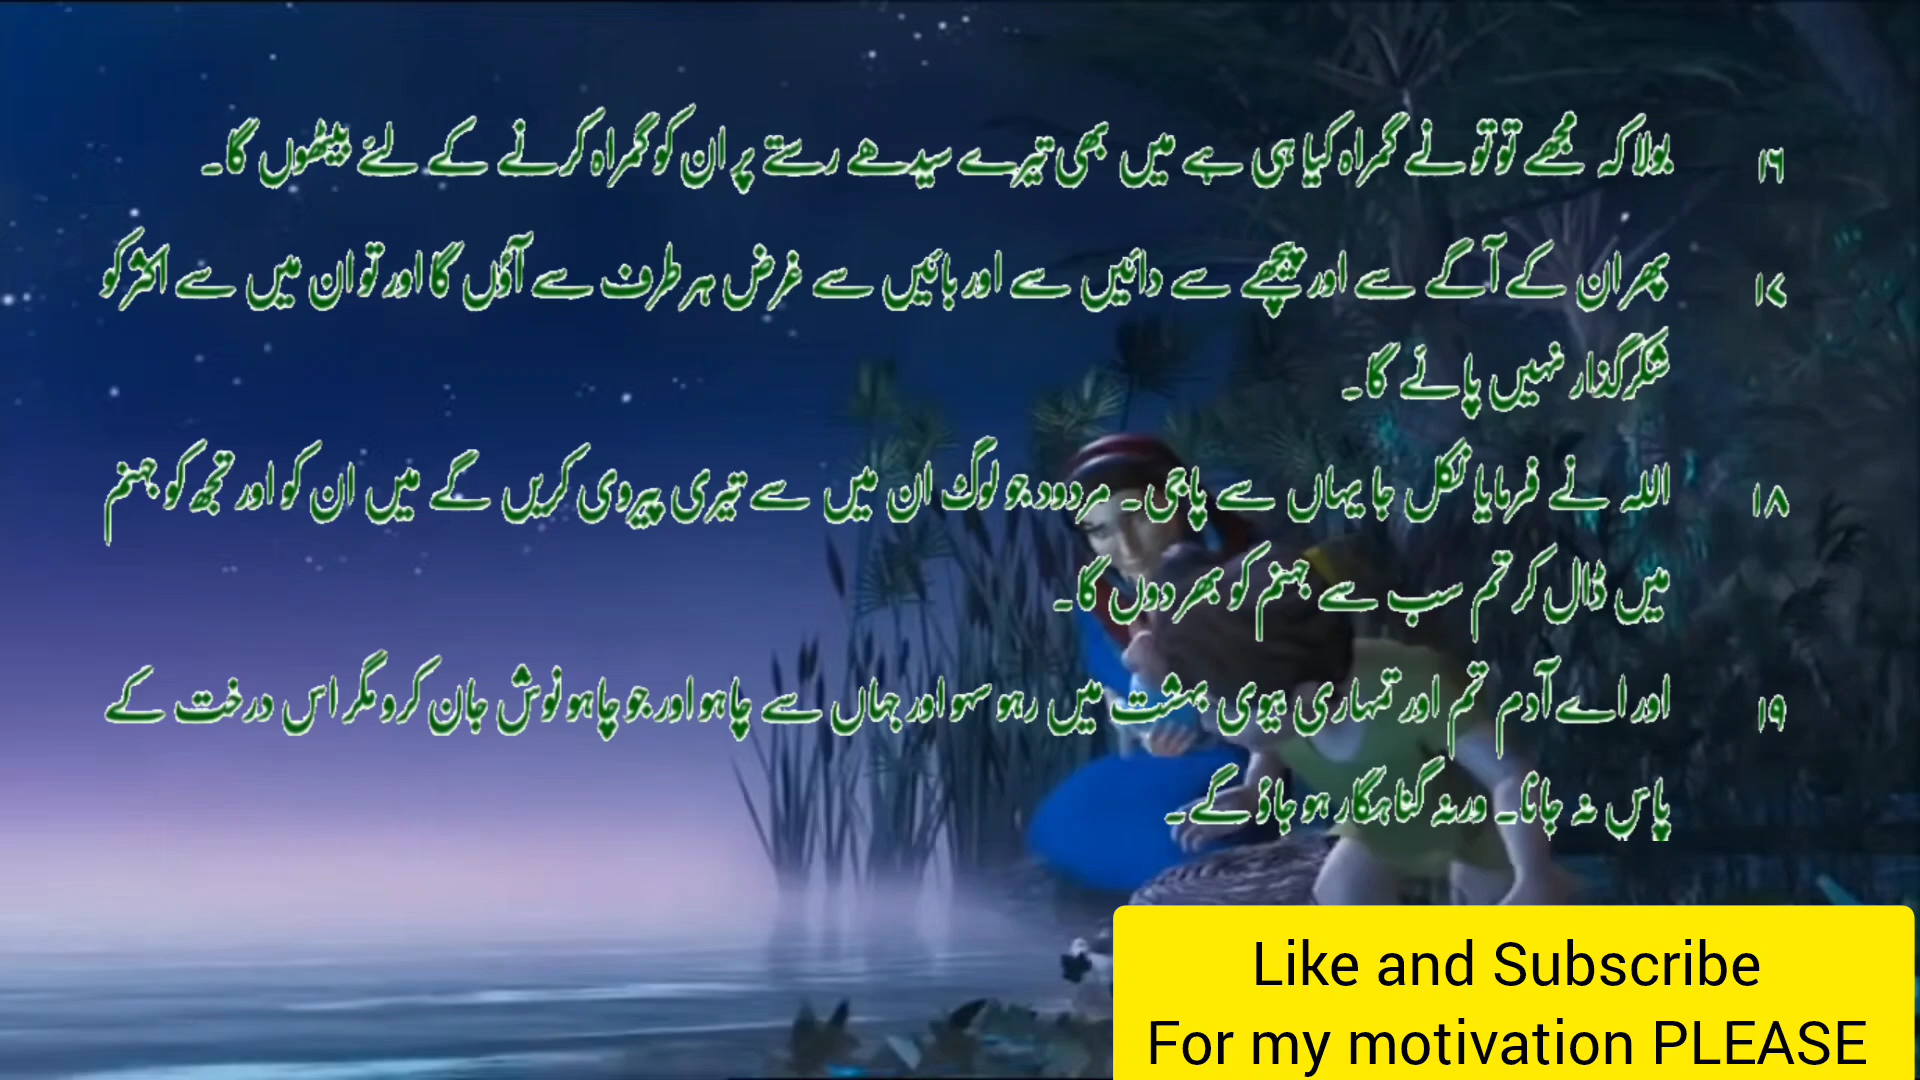 ۱۶ بولا کہ مجھے تو تو نے گمراہ کیا ہی ہے میں بھی تیرے سیدھے رستے پر ان کو گمراہ کرنے کے لئے بیٹھوں گا۔
۱۷ پھر ان کے آگے سے اور پیچھے سے دائیں سے اور بائیں سے غرض ہر طرف سے آؤں گا اور تو ان میں سے اکثر کو
شکر گذار نہیں پائے گا۔
۱۸ اللہ نے فرمایا نکل جا یہاں سے پاجی۔ مردود جو لوگ ان میں سے تیری پیروی کریں گے میں ان کو اور تجھ کو جہنم
میں ڈال کر تم سب سے جہنم کو بھر دوں گا۔
۱۹ اور اے آدم تم اور تمہاری بیوی بہشت میں رہو سہو اور جہاں سے چاہو اور جو چاہو نوش جان کرو مگر اس درخت کے
پاس نہ جانا۔ ورنہ گناہگار ہو جاؤ گے۔
Like and Subscribe
For my motivation PLEASE